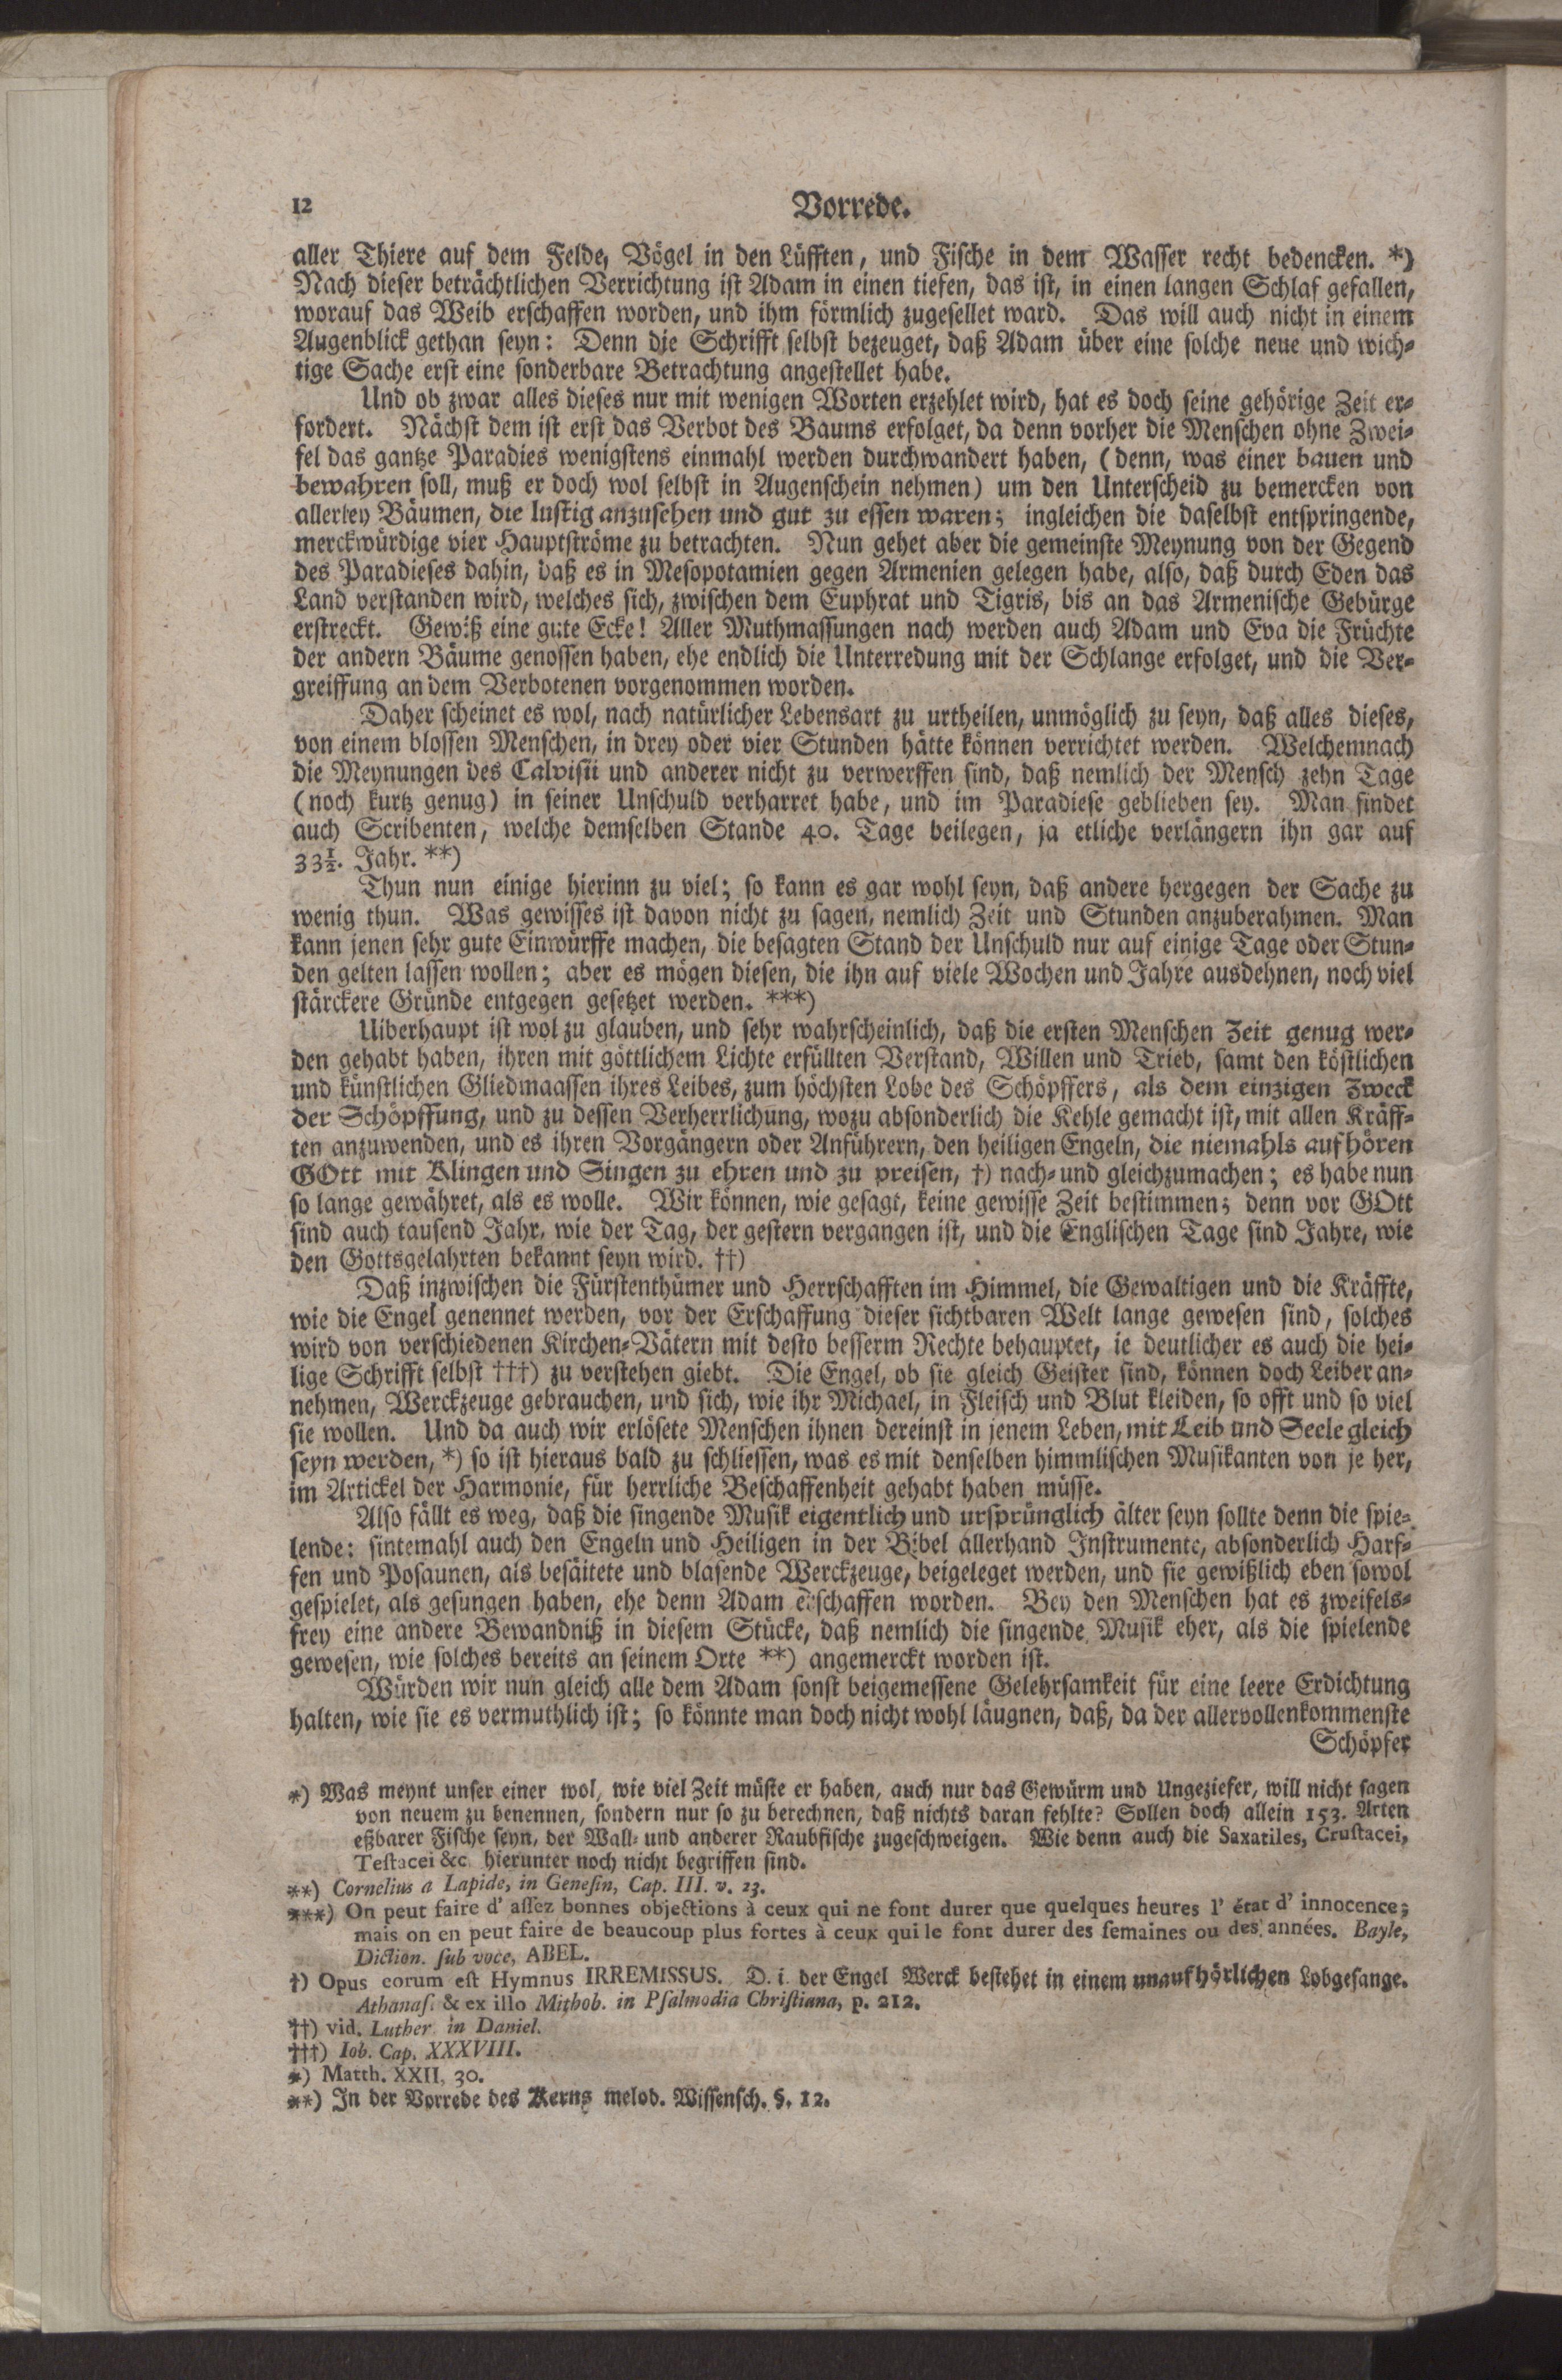 12 Vorrede.
aller Thiere auf dem Felde, Vögel in den Lüfften, und Fische in dem Wasser recht bedencken. *)
Nach dieser beträchtlichen Verrichtung ist Adam in einen tiefen, das ist, in einen langen Schlaf gefallen,
worauf das Weib erschaffen worden, und ihm förmlich zugesellet ward. Das will auch nicht in einem
Augenblick gethan seyn: Denn die Schrifft selbst bezeuget, daß Adam über eine solche neue und wich-
tige Sache erst eine sonderbare Betrachtung angestellet habe.
Und ob zwar alles dieses nur mit wenigen Worten erzehlet wird, hat es doch seine gehörige Zeit er-
fordert. Nächst dem ist erst das Verbot des Baums erfolget, da denn vorher die Menschen ohne Zwei-
fel das gantze Paradies wenigstens einmahl werden durchwandert haben, (denn, was einer bauen und
bewahren soll, muß er doch wol selbst in Augenschein nehmen) um den Unterscheid zu bemercken von
allerley Bäumen, die lustig anzusehen und gut zu essen waren; ingleichen die daselbst entspringende,
merckwürdige vier Hauptströme zu betrachten. Nun gehet aber die gemeinste Meynung von der Gegend
des Paradieses dahin, daß es in Mesopotamien gegen Armenien gelegen habe, also, daß durch Eden das
Land verstanden wird, welches sich, zwischen dem Euphrat und Tigris, bis an das Armenische Gebürge
erstreckt. Gewiß eine gute Ecke! Aller Muthmassungen nach werden auch Adam und Eva die Früchte
der andern Bäume genossen haben, ehe endlich die Unterredung mit der Schlange erfolget, und die Ver-
greiffung an dem Verbotenen vorgenommen worden.
Daher scheinet es wol, nach natürlicher Lebensart zu urtheilen, unmöglich zu seyn, daß alles dieses,
von einem blossen Menschen, in drey oder vier Stunden hätte können verrichtet werden. Welchemnach
die Meynungen des Calvisii und anderer nicht zu verwerffen sind, daß nemlich der Mensch zehn Tage
(noch kurtz genug) in seiner Unschuld verharret habe, und im Paradiese geblieben sey. Man findet
auch Scribenten, welche demselben Stande 40. Tage beilegen, ja etliche verlängern ihn gar auf
33½. Jahr. **)
Thun nun einige hierinn zu viel; so kann es gar wohl seyn, daß andere hergegen der Sache zu
wenig thun. Was gewisses ist davon nicht zu sagen, nemlich Zeit und Stunden anzuberahmen. Man
kann jenen sehr gute Einwürffe machen, die besagten Stand der Unschuld nur auf einige Tage oder Stun-
den gelten lassen wollen; aber es mögen diesen, die ihn auf viele Wochen und Jahre ausdehnen, noch viel
stärckere Gründe entgegen gesetzet werden. ***)
Uiberhaupt ist wol zu glauben, und sehr wahrscheinlich, daß die ersten Menschen Zeit genug wer-
den gehabt haben, ihren mit göttlichem Lichte erfüllten Verstand, Willen und Trieb, samt den köstlichen
und künstlichen Gliedmaassen ihres Leibes, zum höchsten Lobe des Schöpffers, als dem einzigen Zweck
der Schöpffung, und zu dessen Verherrlichung, wozu absonderlich die Kehle gemacht ist, mit allen Kräff-
ten anzuwenden, und es ihren Vorgängern oder Anführern, den heiligen Engeln, die niemahls aufhören
GOtt mit Klingen und Singen zu ehren und zu preisen, †) nach- und gleichzumachen; es habe nun
so lange gewähret, als es wolle. Wir können, wie gesagt, keine gewisse Zeit bestimmen; denn vor GOtt
sind auch tausend Jahr, wie der Tag, der gestern vergangen ist, und die Englischen Tage sind Jahre, wie
den Gottsgelahrten bekannt seyn wird. ††)
Daß inzwischen die Fürstenthümer und Herrschafften im Himmel, die Gewaltigen und die Kräffte,
wie die Engel genennet werden, vor der Erschaffung dieser sichtbaren Welt lange gewesen sind, solches
wird von verschiedenen Kirchen-Vätern mit desto besserm Rechte behauptet, ie deutlicher es auch die hei-
lige Schrifft selbst †††) zu verstehen giebt. Die Engel, ob sie gleich Geister sind, können doch Leiber an-
nehmen, Werckzeuge gebrauchen, und sich, wie ihr Michael, in Fleisch und Blut kleiden, so offt und so viel
sie wollen. Und da auch wir erlösete Menschen ihnen dereinst in jenem Leben, mit Leib und Seele gleich
seyn werden, *) so ist hieraus bald zu schliessen, was es mit denselben himmlischen Musikanten von je her,
im Artickel der Harmonie, für herrliche Beschaffenheit gehabt haben müsse.
Also fällt es weg, daß die singende Musik eigentlich und ursprünglich älter seyn sollte denn die spie-
lende: sintemahl auch den Engeln und Heiligen in der Bibel allerhand Instrumente, absonderlich Harf-
fen und Posaunen, als besäitete und blasende Werckzeuge, beigeleget werden, und sie gewißlich eben sowol
gespielet, als gesungen haben, ehe denn Adam erschaffen worden. Bey den Menschen hat es zweifels-
frey eine andere Bewandniß in diesem Stücke, daß nemlich die singende Musik eher, als die spielende
gewesen, wie solches bereits an seinem Orte **) angemerckt worden ist.
Würden wir nun gleich alle dem Adam sonst beigemessene Gelehrsamkeit für eine leere Erdichtung
halten, wie sie es vermuthlich ist; so könnte man doch nicht wohl läugnen, daß, da der allervollenkommenste
Schöpfer
*) Was meynt unser einer wol, wie viel Zeit müste er haben, auch nur das Gewürm und Ungeziefer, will nicht sagen
von neuem zu benennen, sondern nur so zu berechnen, daß nichts daran fehlte? Sollen doch allein 153. Arten
eßbarer Fische seyn, der Wall- und anderer Raubfische zugeschweigen. Wie denn auch die Saxatiles, Crustacei,
Testacei &c. hierunter noch nicht begriffen sind.
**) Cornelius a Lapide, in Genesin, Cap. III. v. 23.
***) On peut faire d' assez bonnes objections à ceux qui ne font durer que quelques heures l' état d' innocence;
mais on en peut faire de beaucoup plus fortes à ceux qui le font durer des semaines ou des années. Bayle,
Diction. sub voce, ABEL.
†) Opus eorum est Hymnus IRREMISSUS. D. i. der Engel Werck bestehet in einem unaufhörlichen Lobgesange.
Athanas. & ex illo Mithob. in Psalmodia Christiana, p. 212.
††) vid. Luther in Daniel.
†††) Iob. Cap. XXXVIII.
*) Matth. XXII, 30.
**) In der Vorrede des Kerns melod. Wissensch. §. 12.